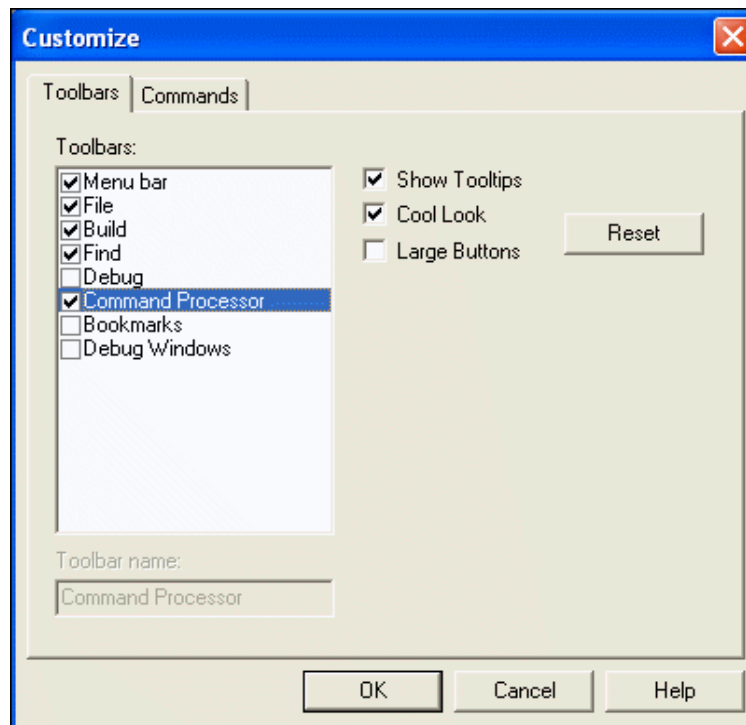 Customize
Toolbars Commands
Toolbars:
Menu bar
File
Build
Find
Debug
Command Processor
Bookmarks
Debug Windows
Show Tooltips
Cool Look
Large Buttons
Reset
Toolbar name:
Command Processor
OK Cancel Help